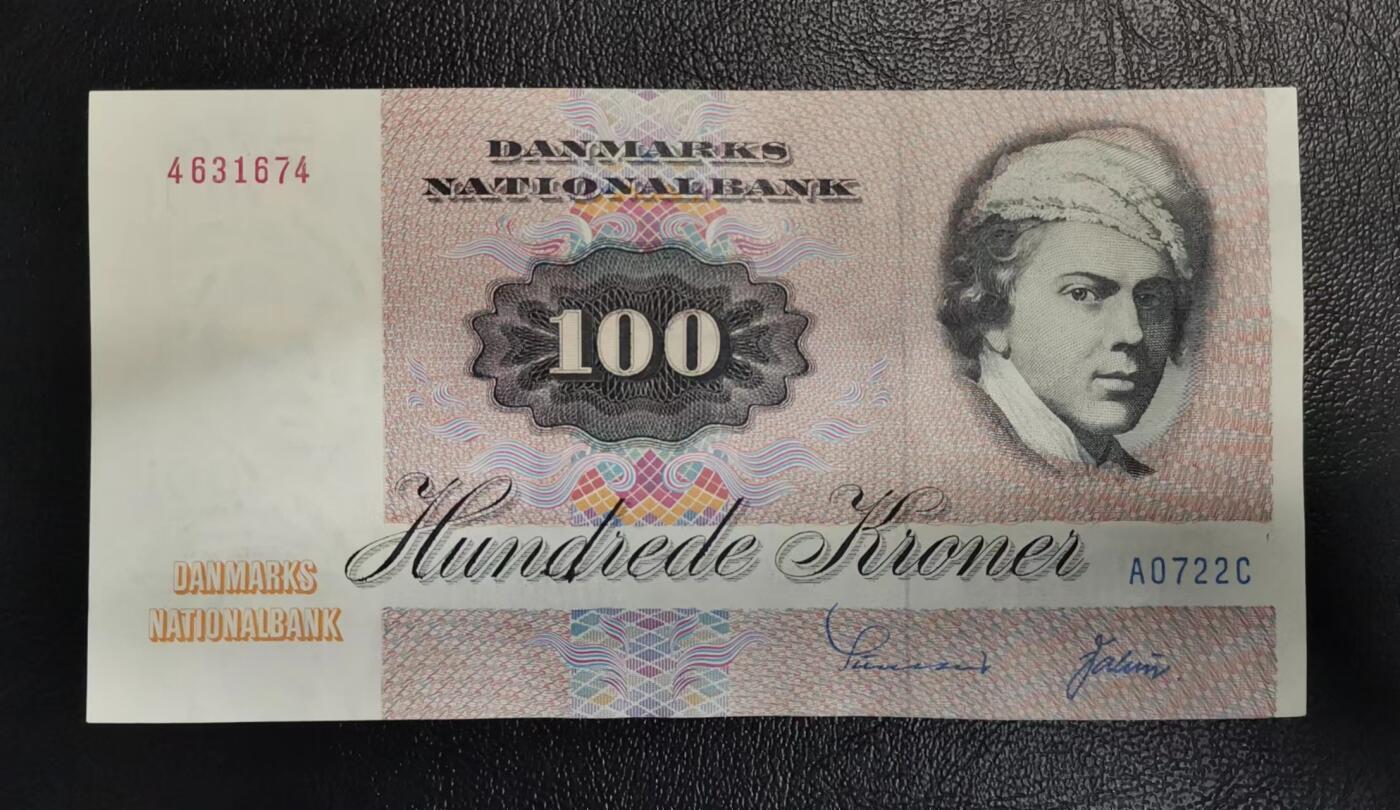 4631674
DANMARKS
NATIONALBANK
100
Hundrede Kroner
A0722C
DANMARKS
NATIONALBANK